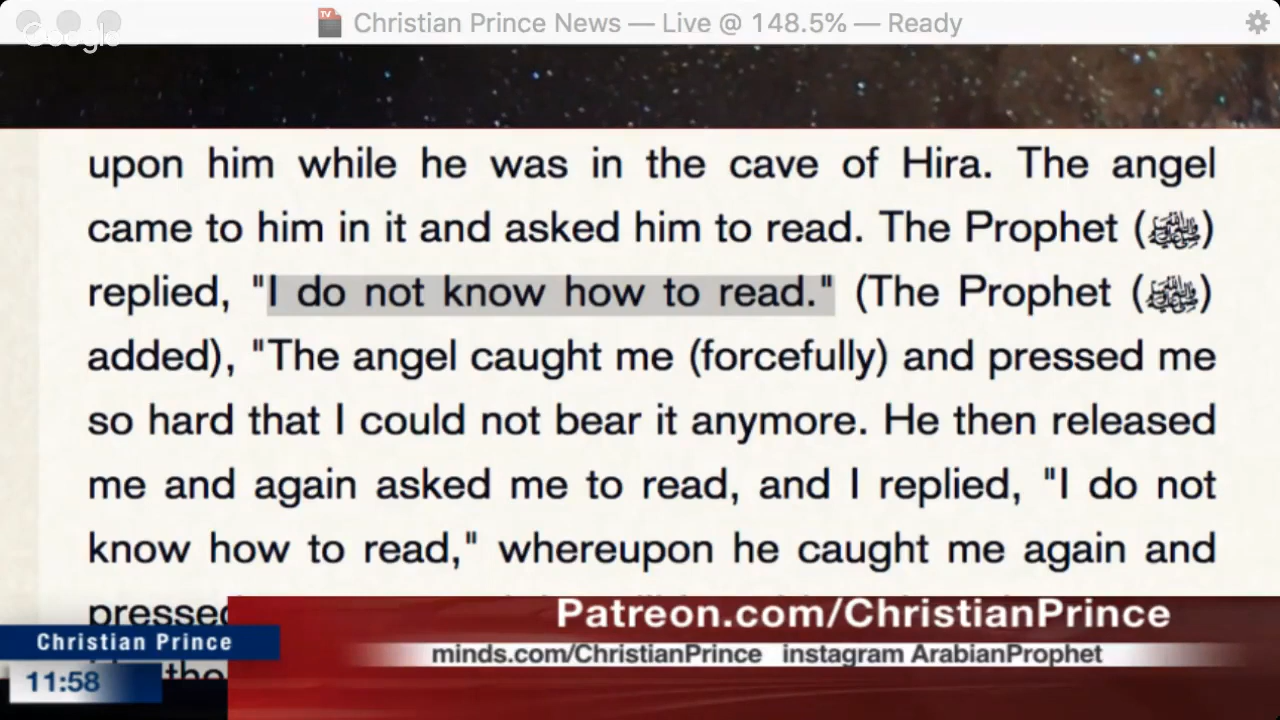 Christian Prince News — Live @ 148.5% — Ready
Google
upon him while he was in the cave of Hira. The angel
came to him in it and asked him to read. The Prophet (ﷺ)
replied, "I do not know how to read." (The Prophet (ﷺ)
added), "The angel caught me (forcefully) and pressed me
so hard that I could not bear it anymore. He then released
me and again asked me to read, and I replied, "I do not
know how to read," whereupon he caught me again and
pressed
Patreon.com/ChristianPrince
Christian Prince
minds.com/ChristianPrince instagram ArabianProphet
11:58